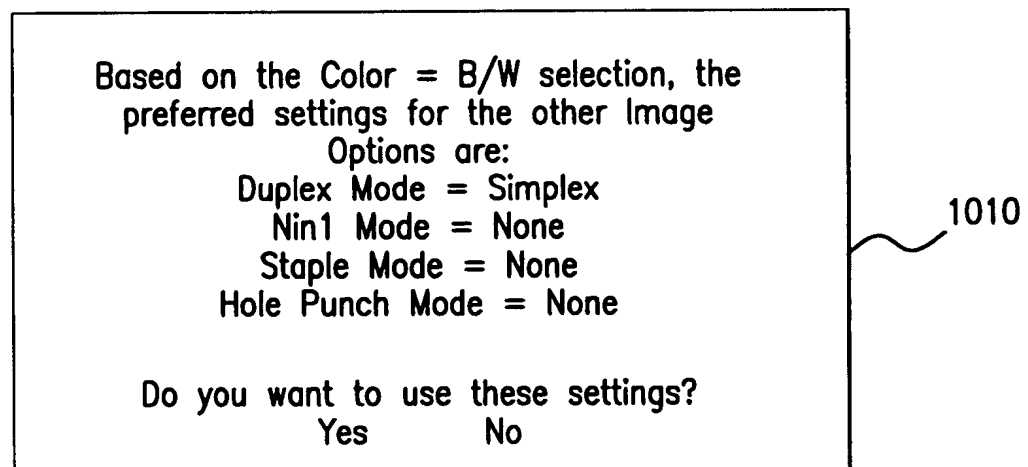 Based on the Color = B/W selection, the
preferred settings for the other Image
Options are:
Duplex Mode = Simplex
Nin1 Mode = None
Staple Mode = None
Hole Punch Mode = None
Do you want to use these settings?
Yes No
1010